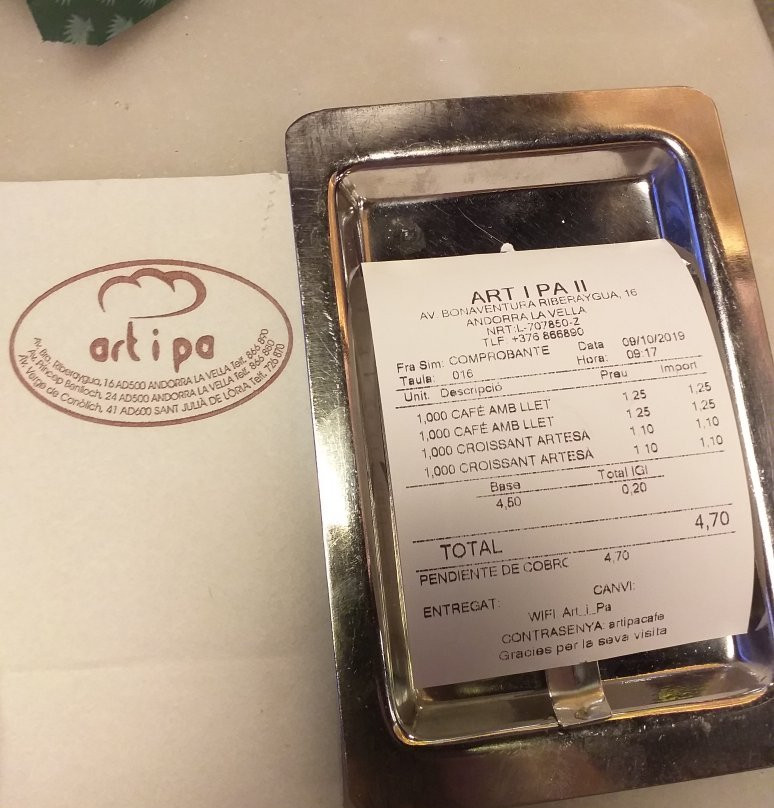 art i pa
Av. Bra. Riberaygua, 16 AD500 ANDORRA LA VELLA Telf. 866 890
Av. Príncep Benlloch, 24 AD500 ANDORRA LA VELLA Telf.
Av. Verge de Canòlich, 41 AD600 SANT JULIÀ DE LÒRIA Telf.
ART I PA II
AV. BONAVENTURA RIBERAYGUA, 16
ANDORRA LA VELLA
NRT:L-707850-Z
TLF: +376 866890
Fra Sim: COMPROBANTE Data 09/10/2019
Taula: 016 Hora: 09:17
Unit. Descripció Preu Import
1,000 CAFÉ AMB LLET 1,25 1,25
1,000 CAFÉ AMB LLET 1,25 1,25
1,000 CROISSANT ARTESA 1,10 1,10
1,000 CROISSANT ARTESA 1,10 1,10
Base Total IGI
4,50 0,20
TOTAL 4,70
PENDIENTE DE COBRO 4,70
ENTREGAT: CANVI:
WIFI Art_i_Pa
CONTRASENYA: artipacafe
Gracies per la seva visita